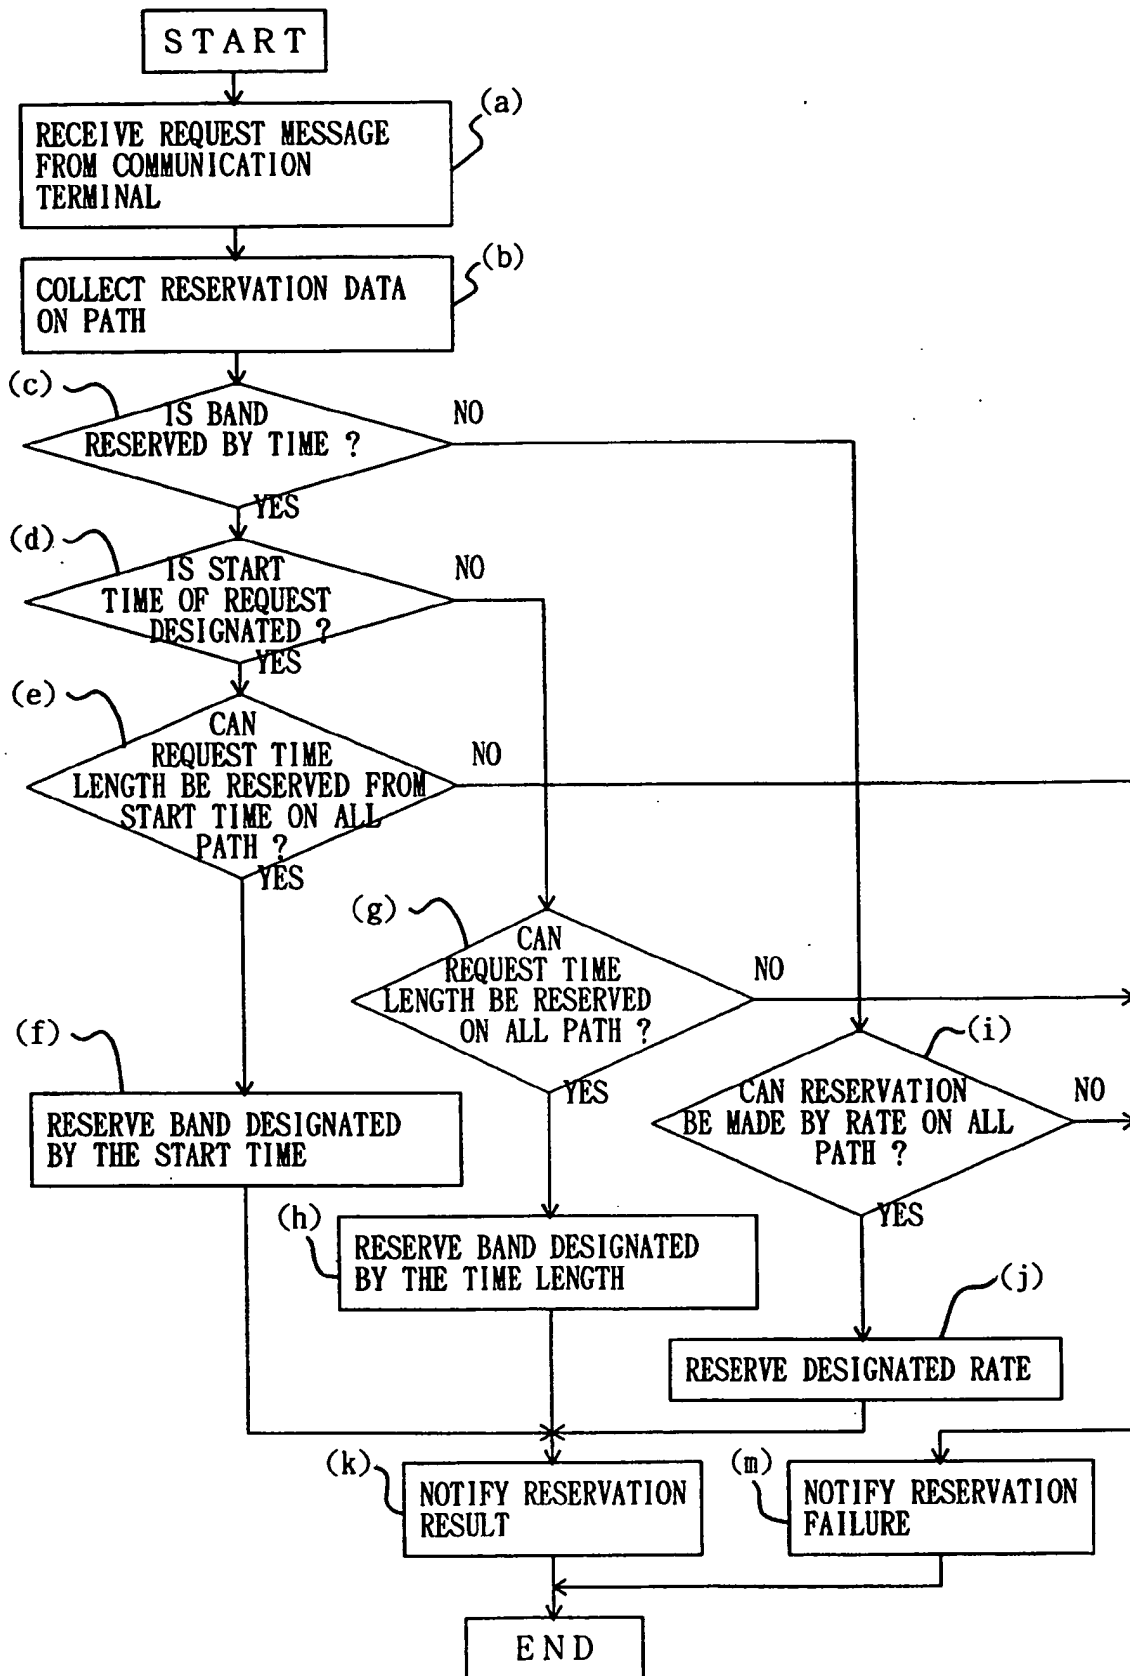 START
(a)
RECEIVE REQUEST MESSAGE
FROM COMMUNICATION
TERMINAL
(b)
COLLECT RESERVATION DATA
ON PATH
(c)
IS BAND
RESERVED BY TIME ?
NO
YES
(d)
IS START
TIME OF REQUEST
DESIGNATED ?
NO
YES
(e)
CAN
REQUEST TIME
LENGTH BE RESERVED FROM
START TIME ON ALL
PATH ?
NO
YES
(g)
CAN
REQUEST TIME
LENGTH BE RESERVED
ON ALL PATH ?
NO
YES
(f)
RESERVE BAND DESIGNATED
BY THE START TIME
(i)
CAN RESERVATION
BE MADE BY RATE ON ALL
PATH ?
NO
YES
(h)
RESERVE BAND DESIGNATED
BY THE TIME LENGTH
(j)
RESERVE DESIGNATED RATE
(k)
NOTIFY RESERVATION
RESULT
(m)
NOTIFY RESERVATION
FAILURE
END